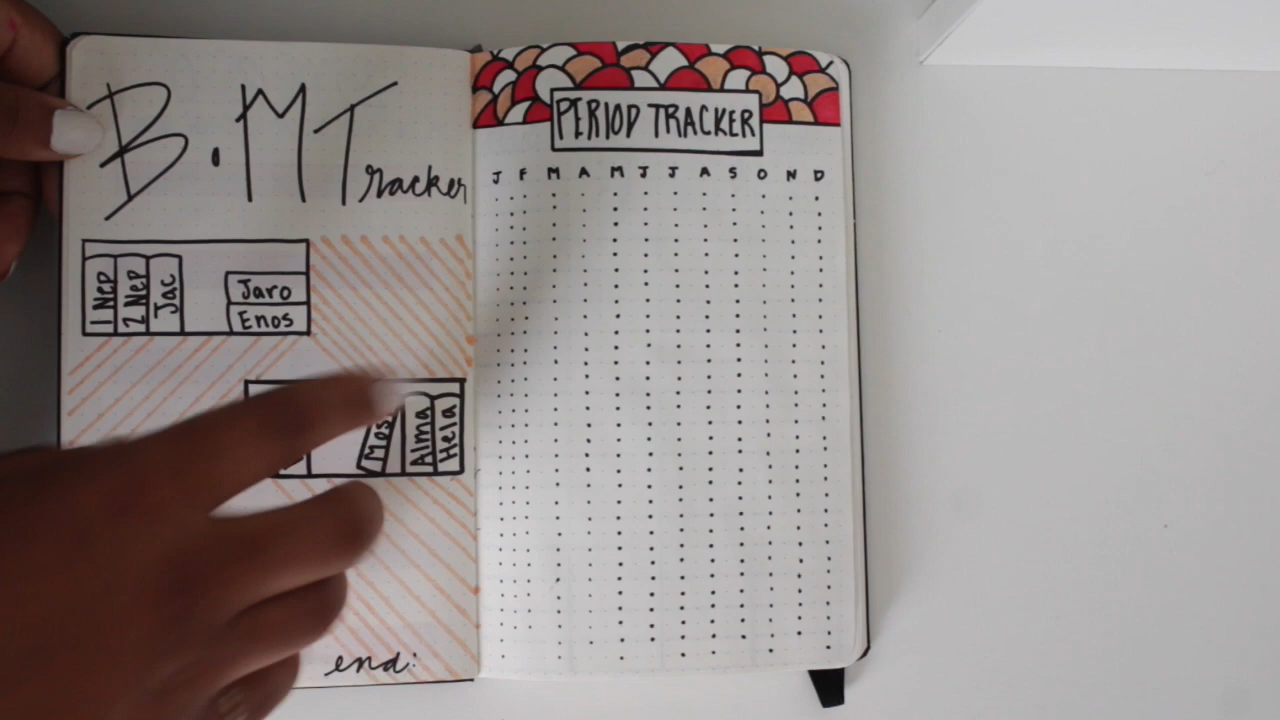 B.M Tracker
1 Nep
2 Nep
Jac
Jaro
Enos
Mos
Alma
Hela
end:
PERIOD TRACKER
J F M A M J J A S O N D